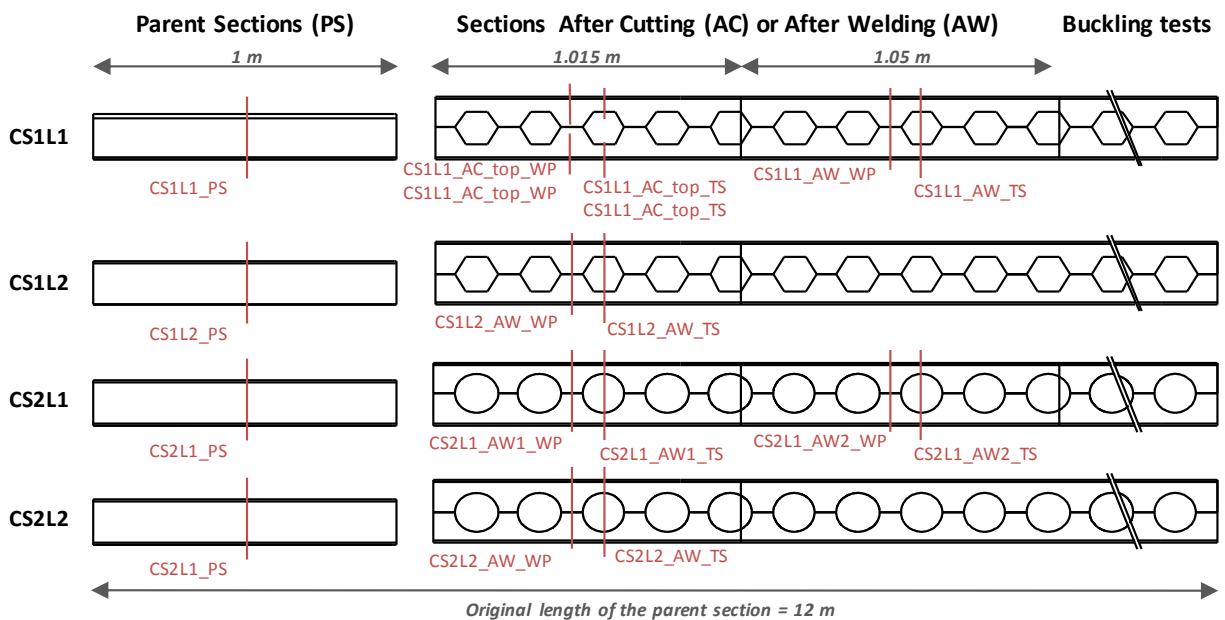 Parent Sections (PS)
Sections After Cutting (AC) or After Welding (AW)
Buckling tests
1 m
1.015 m
1.05 m
CS1L1
CS1L1_PS
CS1L1_AC_top_WP
CS1L1_AC_top_WP
CS1L1_AC_top_TS
CS1L1_AC_top_TS
CS1L1_AW_WP
CS1L1_AW_TS
CS1L2
CS1L2_PS
CS1L2_AW_WP
CS1L2_AW_TS
CS2L1
CS2L1_PS
CS2L1_AW1_WP
CS2L1_AW1_TS
CS2L1_AW2_WP
CS2L1_AW2_TS
CS2L2
CS2L1_PS
CS2L2_AW_WP
CS2L2_AW_TS
Original length of the parent section = 12 m